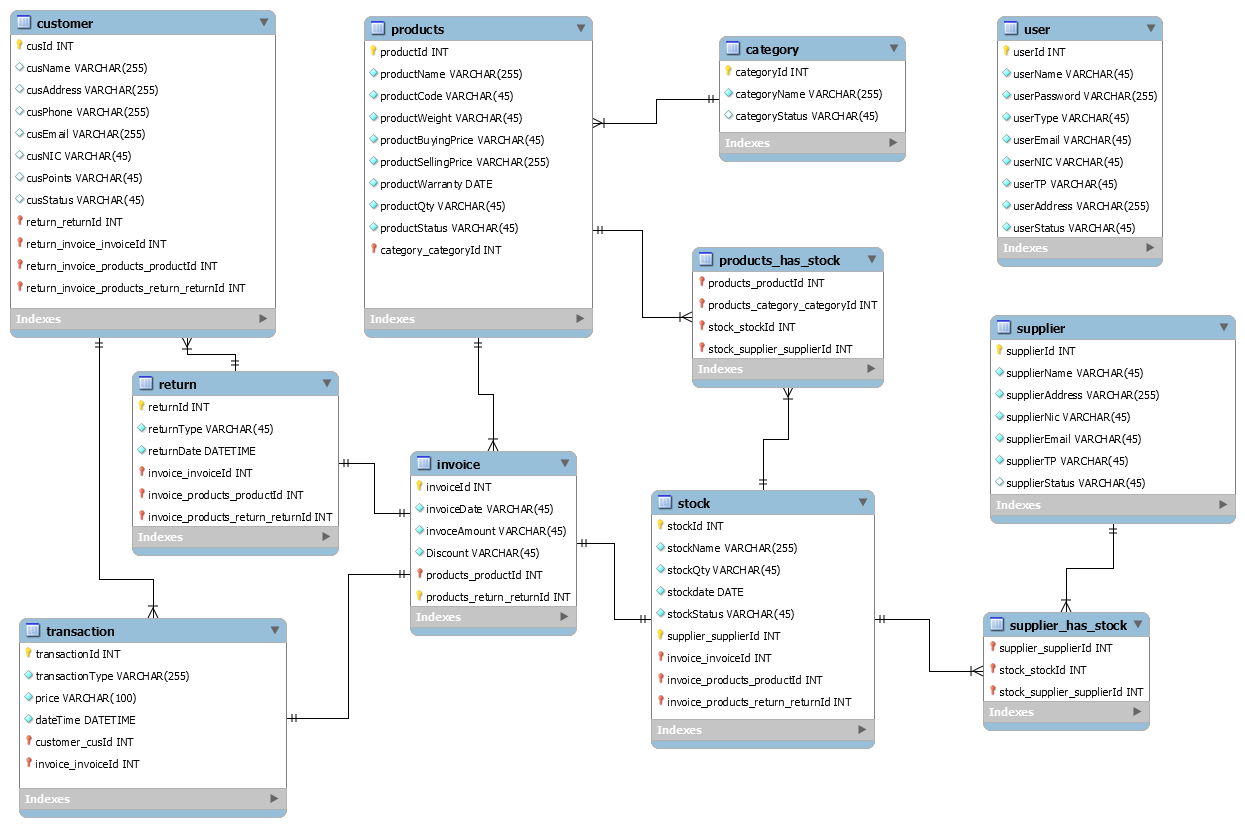 customer
cusId INT
cusName VARCHAR(255)
cusAddress VARCHAR(255)
cusPhone VARCHAR(255)
cusEmail VARCHAR(255)
cusNIC VARCHAR(45)
cusPoints VARCHAR(45)
cusStatus VARCHAR(45)
return_returnId INT
return_invoice_invoiceId INT
return_invoice_products_productId INT
return_invoice_products_return_returnId INT
Indexes
products
productId INT
productName VARCHAR(255)
productCode VARCHAR(45)
productWeight VARCHAR(45)
productBuyingPrice VARCHAR(45)
productSellingPrice VARCHAR(255)
productWarranty DATE
productQty VARCHAR(45)
productStatus VARCHAR(45)
category_categoryId INT
Indexes
category
categoryId INT
categoryName VARCHAR(255)
categoryStatus VARCHAR(45)
Indexes
user
userId INT
userName VARCHAR(45)
userPassword VARCHAR(255)
userType VARCHAR(45)
userEmail VARCHAR(45)
userNIC VARCHAR(45)
userTP VARCHAR(45)
userAddress VARCHAR(255)
userStatus VARCHAR(45)
Indexes
products_has_stock
products_productId INT
products_category_categoryId INT
stock_stockId INT
stock_supplier_supplierId INT
Indexes
supplier
supplierId INT
supplierName VARCHAR(45)
supplierAddress VARCHAR(255)
supplierNic VARCHAR(45)
supplierEmail VARCHAR(45)
supplierTP VARCHAR(45)
supplierStatus VARCHAR(45)
Indexes
return
returnId INT
returnType VARCHAR(45)
returnDate DATETIME
invoice_invoiceId INT
invoice_products_productId INT
invoice_products_return_returnId INT
Indexes
invoice
invoiceId INT
invoiceDate VARCHAR(45)
invoceAmount VARCHAR(45)
Discount VARCHAR(45)
products_productId INT
products_return_returnId INT
Indexes
stock
stockId INT
stockName VARCHAR(255)
stockQty VARCHAR(45)
stockdate DATE
stockStatus VARCHAR(45)
supplier_supplierId INT
invoice_invoiceId INT
invoice_products_productId INT
invoice_products_return_returnId INT
Indexes
transaction
transactionId INT
transactionType VARCHAR(255)
price VARCHAR(100)
dateTime DATETIME
customer_cusId INT
invoice_invoiceId INT
Indexes
supplier_has_stock
supplier_supplierId INT
stock_stockId INT
stock_supplier_supplierId INT
Indexes